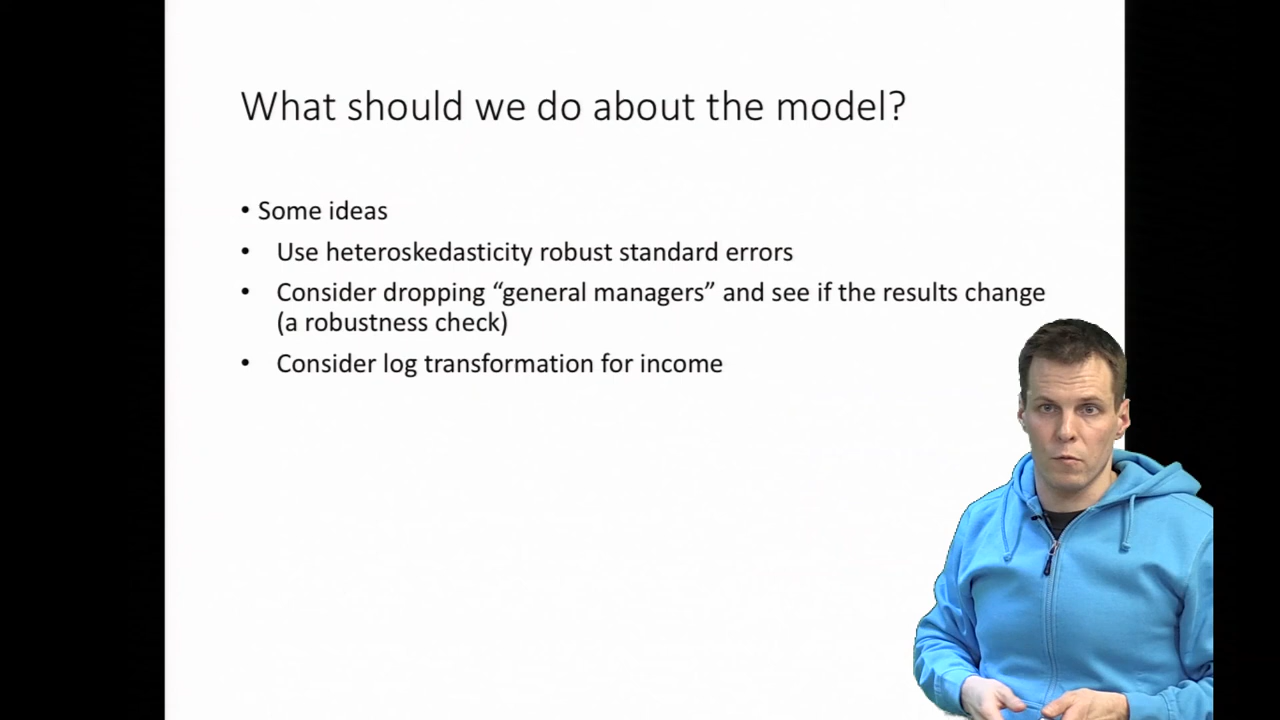 What should we do about the model?
• Some ideas
• Use heteroskedasticity robust standard errors
• Consider dropping “general managers” and see if the results change
(a robustness check)
• Consider log transformation for income